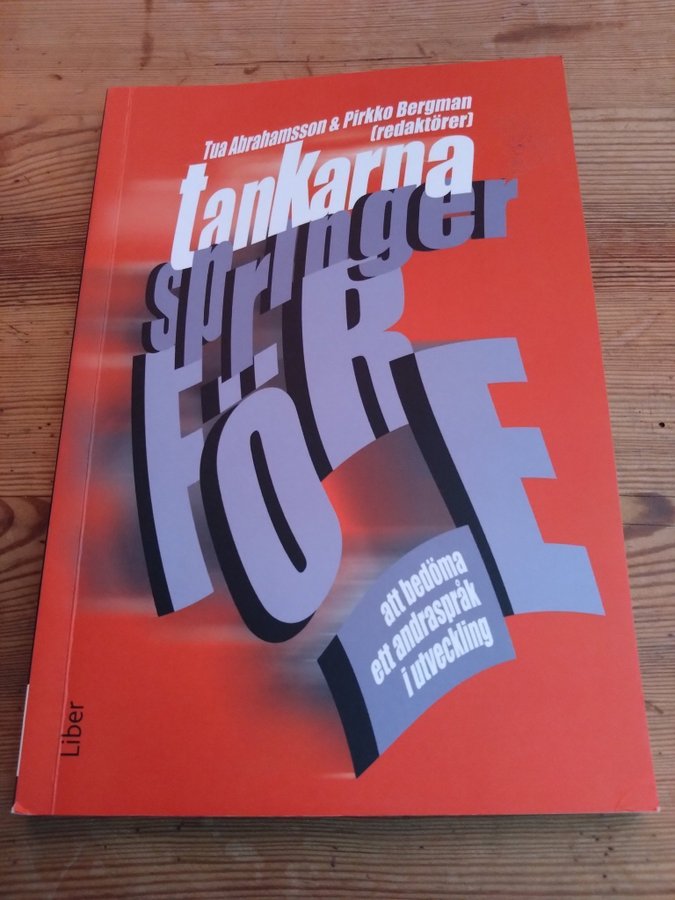 Tua Abrahamsson & Pirkko Bergman
(redaktörer)
tankarna
springer
FÖRE
att bedöma
ett andraspråk
i utveckling
Liber